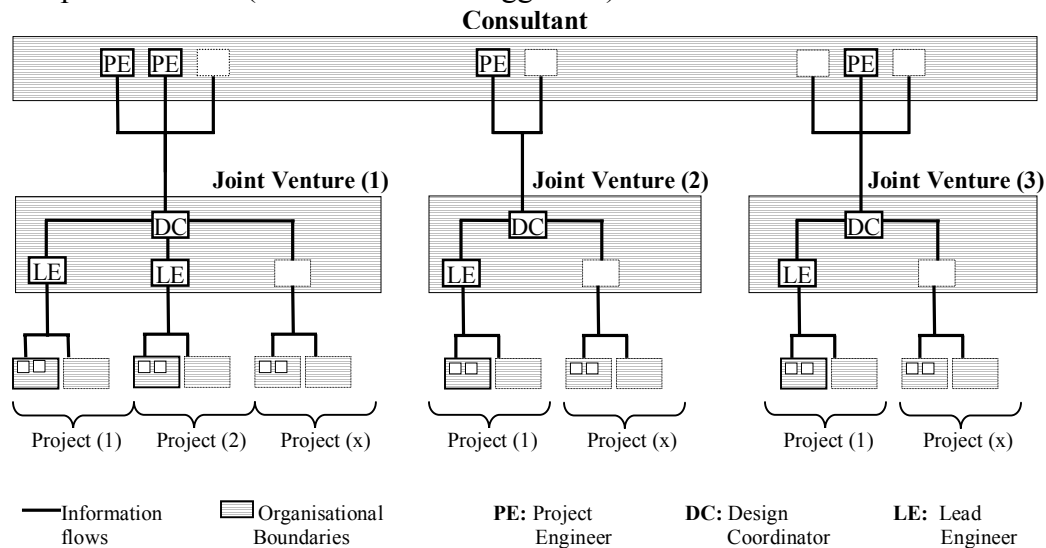 Consultant
PE PE PE PE
Joint Venture (1) Joint Venture (2) Joint Venture (3)
DC DC DC
LE LE LE LE
Project (1) Project (2) Project (x) Project (1) Project (x) Project (1) Project (x)
Information Organisational PE: Project DC: Design LE: Lead
flows Boundaries Engineer Coordinator Engineer